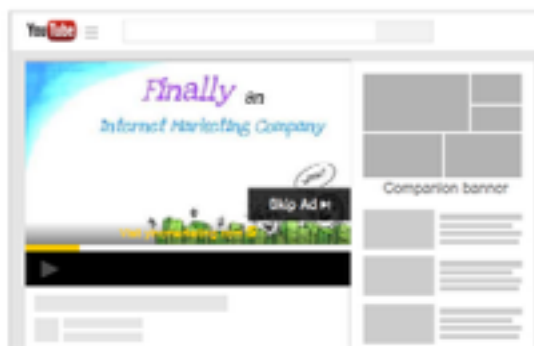 YouTube
Finally an
Internet Marketing Company
Skip Ad
Companion banner